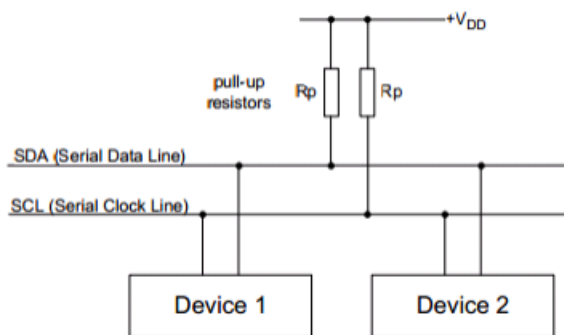 +VDD
pull-up
resistors
Rp
Rp
SDA (Serial Data Line)
SCL (Serial Clock Line)
Device 1
Device 2